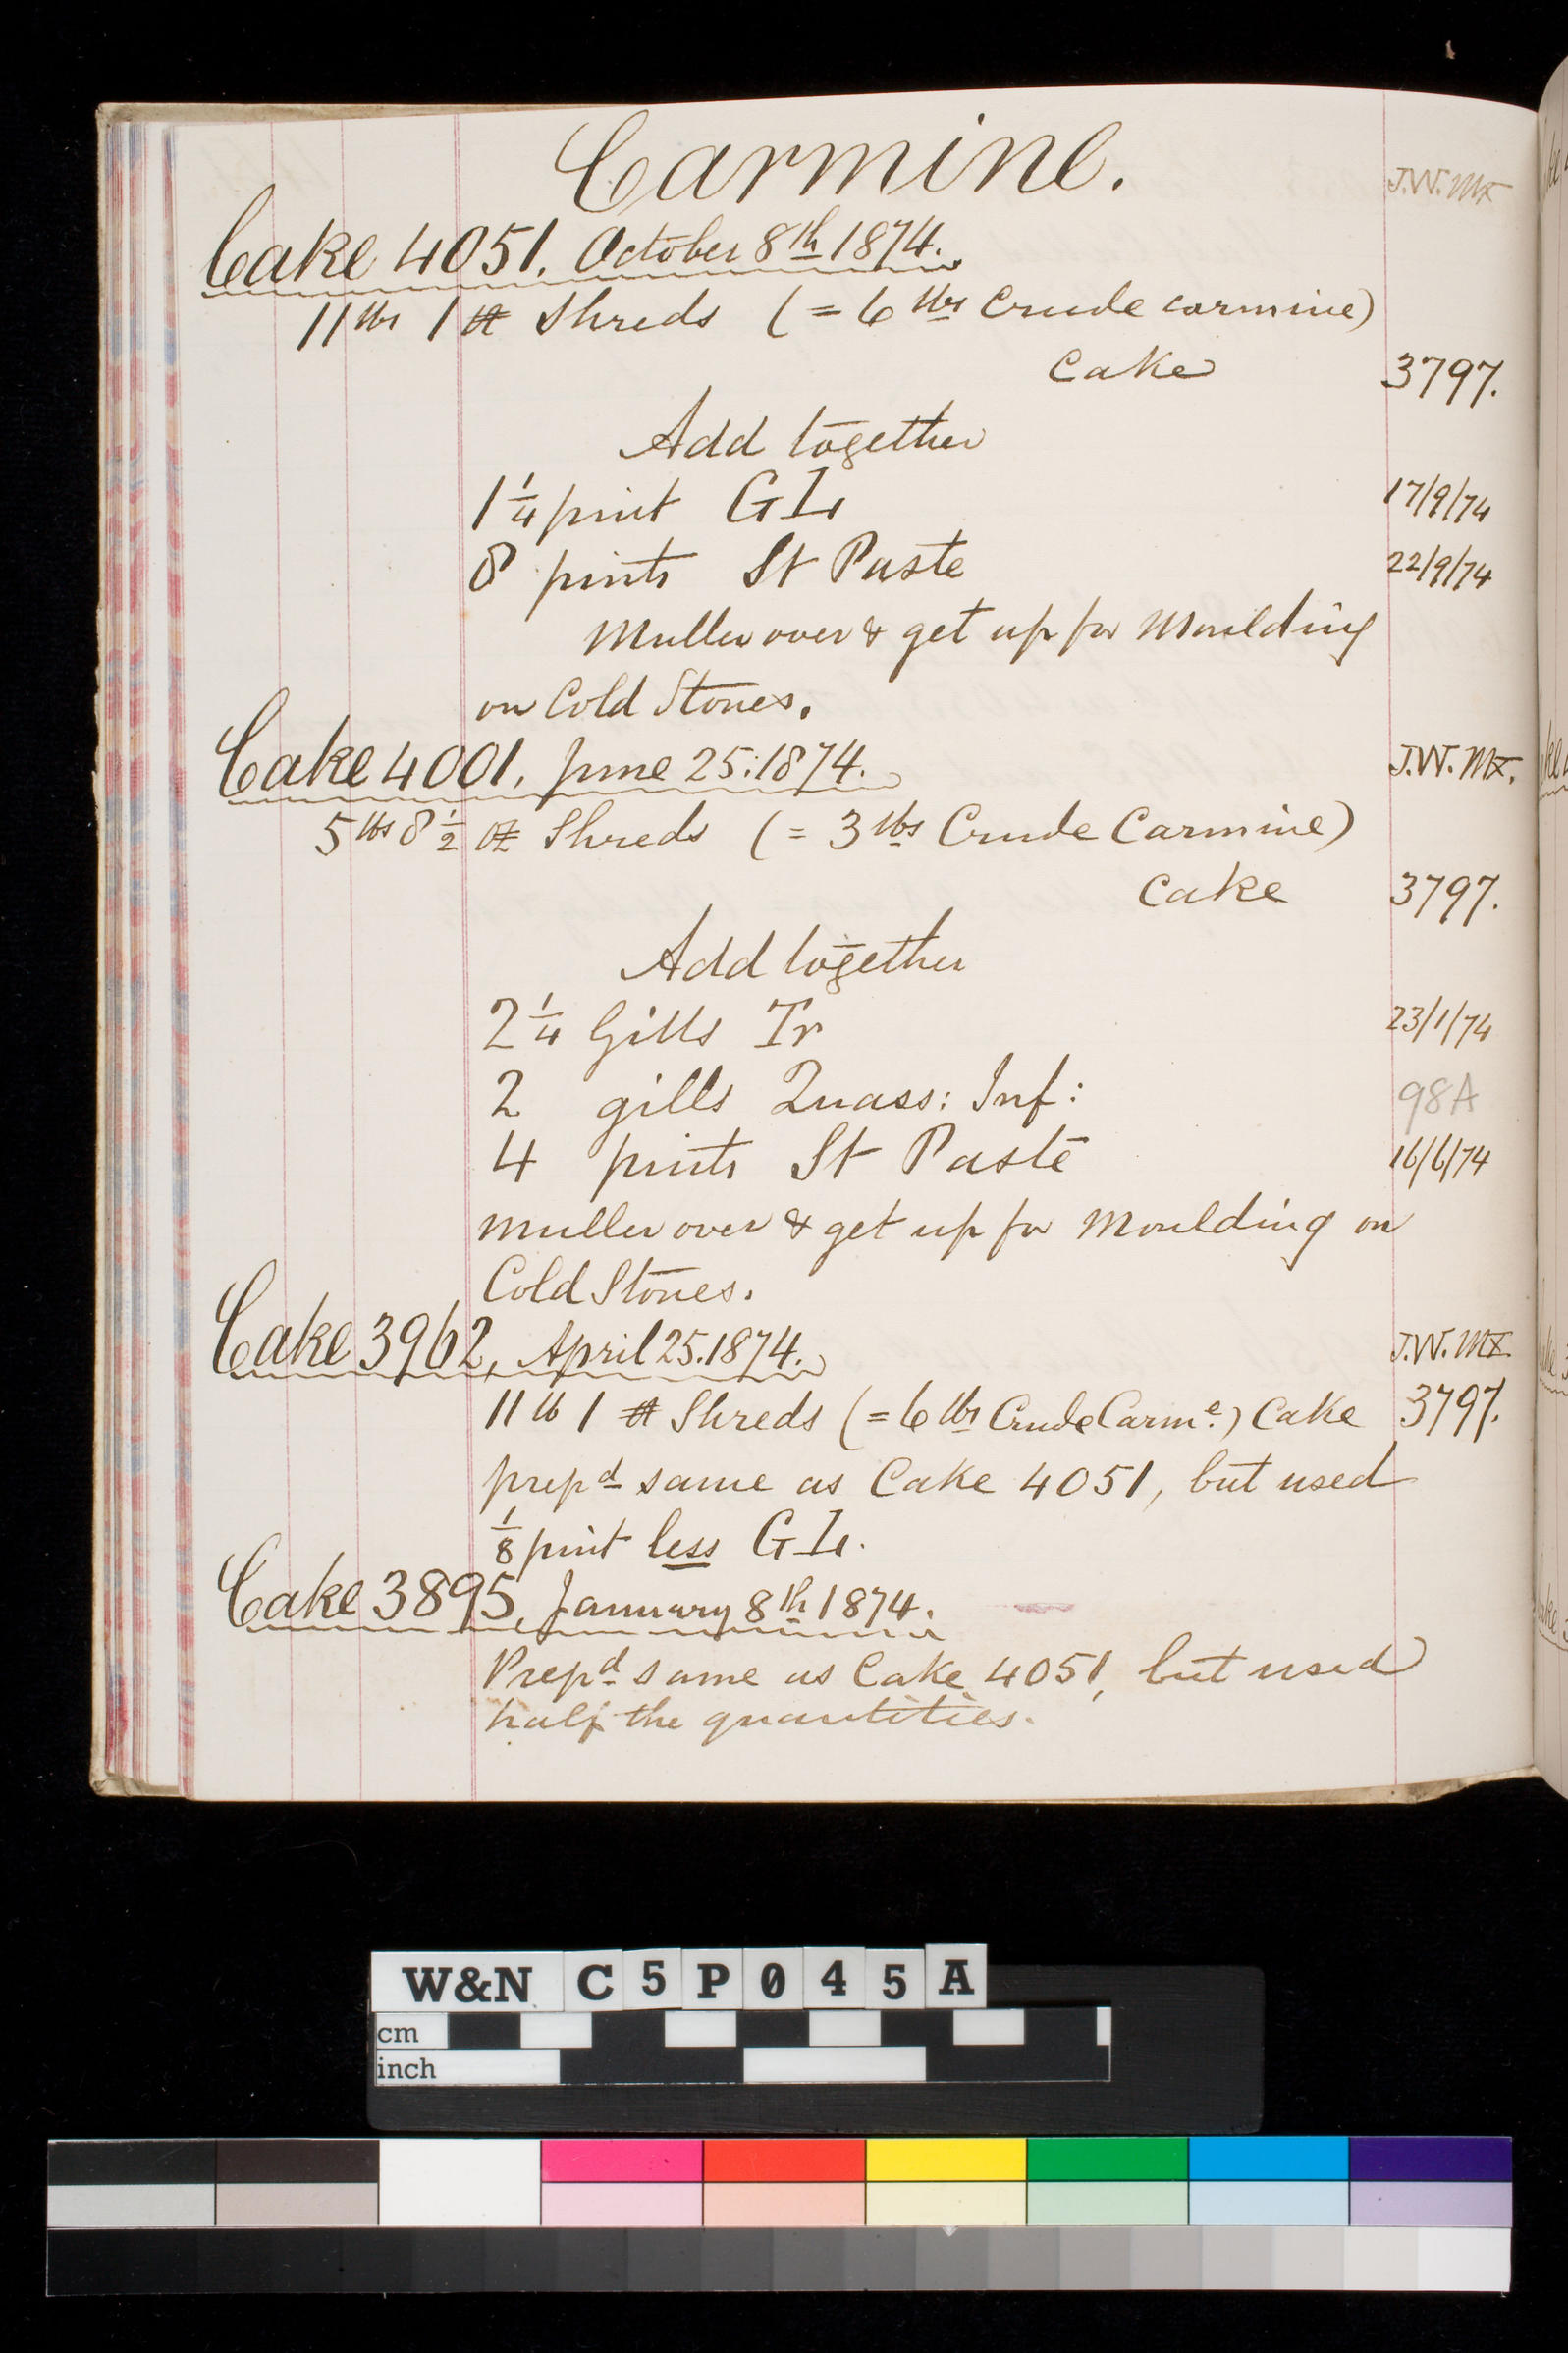 Carmine.
J.W. Mx
Cake 4051. October 8th 1874.
11 lbs 1 oz Shreds (= 6 lbs Crude carmine)
Cake 3797.
Add together
1 1/4 pint G L 17/9/74
8 pints St Paste 22/9/74
Muller over & get up for Moulding
on Cold Stones.
Cake 4001. June 25:1874. J.W. Mx.
5 lbs 8 1/2 oz Shreds (= 3 lbs Crude Carmine)
Cake 3797.
Add together
2 1/4 Gills Tr 23/1/74
2 gills Quass: Inf: 98A
4 pints St Paste 16/6/74
muller over & get up for Moulding on
Cold Stones.
Cake 3962, April 25.1874. J.W. Mx.
11 lb 1 oz Shreds (= 6 lbs Crude Carme.) Cake 3797.
prepd same as Cake 4051, but used
1/8 pint less G L.
Cake 3895, January 8th 1874.
Prepd same as Cake 4051, but used
half the quantities.
W&N C5P045A
cm
inch